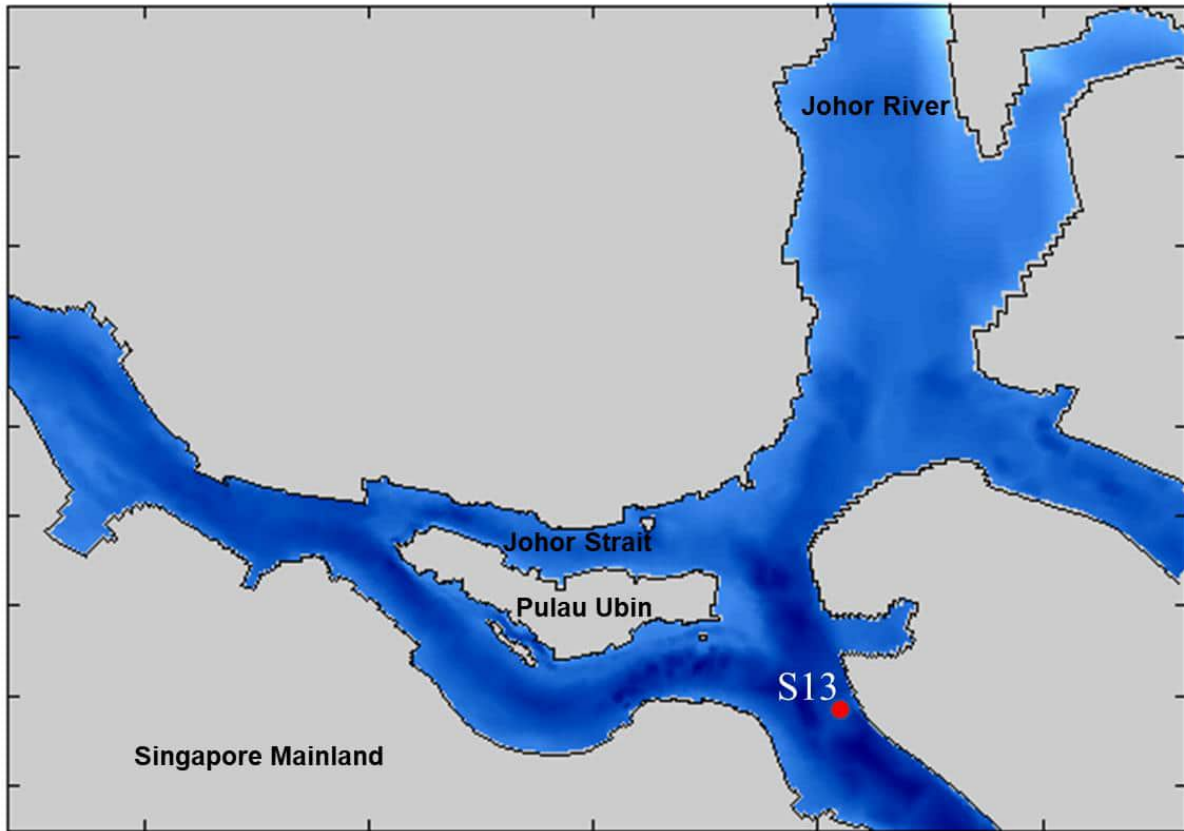 Johor River
Johor Strait
Pulau Ubin
S13
Singapore Mainland